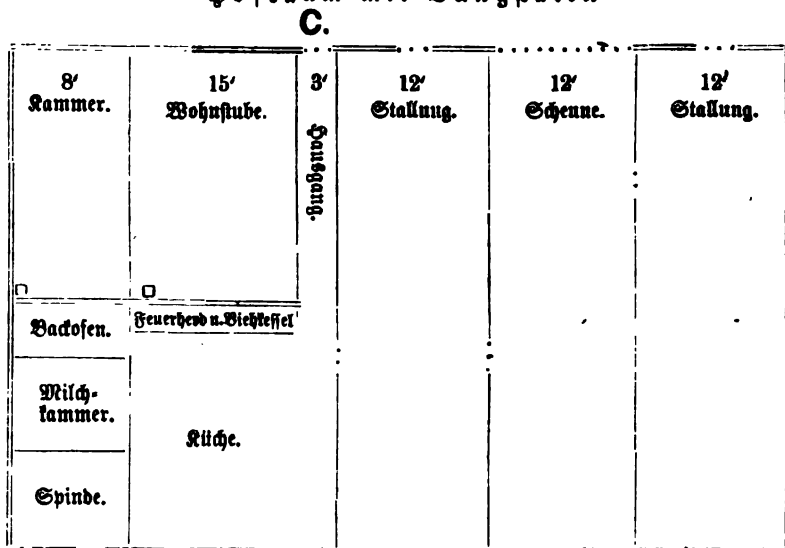 C.
8′
Kammer.
15′
Wohnstube.
3′
Hausgang.
12′
Stallung.
12′
Scheune.
12′
Stallung.
Backofen.
Feuerherd u. Viehkessel
Milch-
kammer.
Küche.
Spinde.